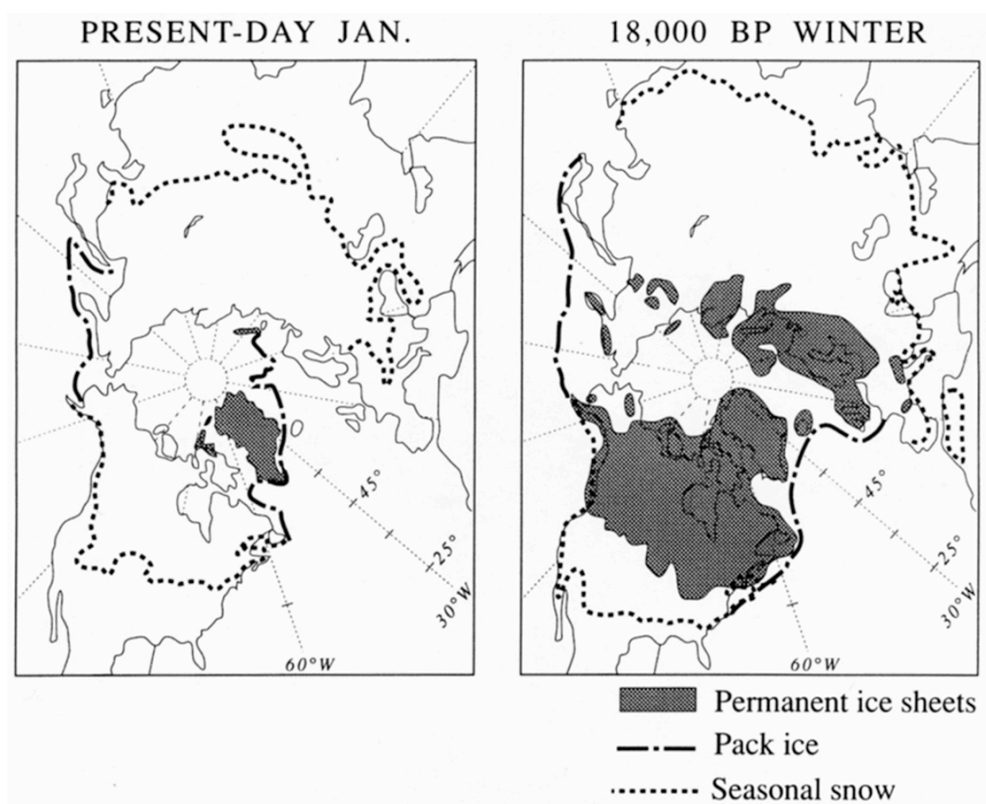 PRESENT-DAY JAN.
18,000 BP WINTER
45°
25°
30°W
60°W
45°
25°
30°W
60°W
Permanent ice sheets
Pack ice
Seasonal snow